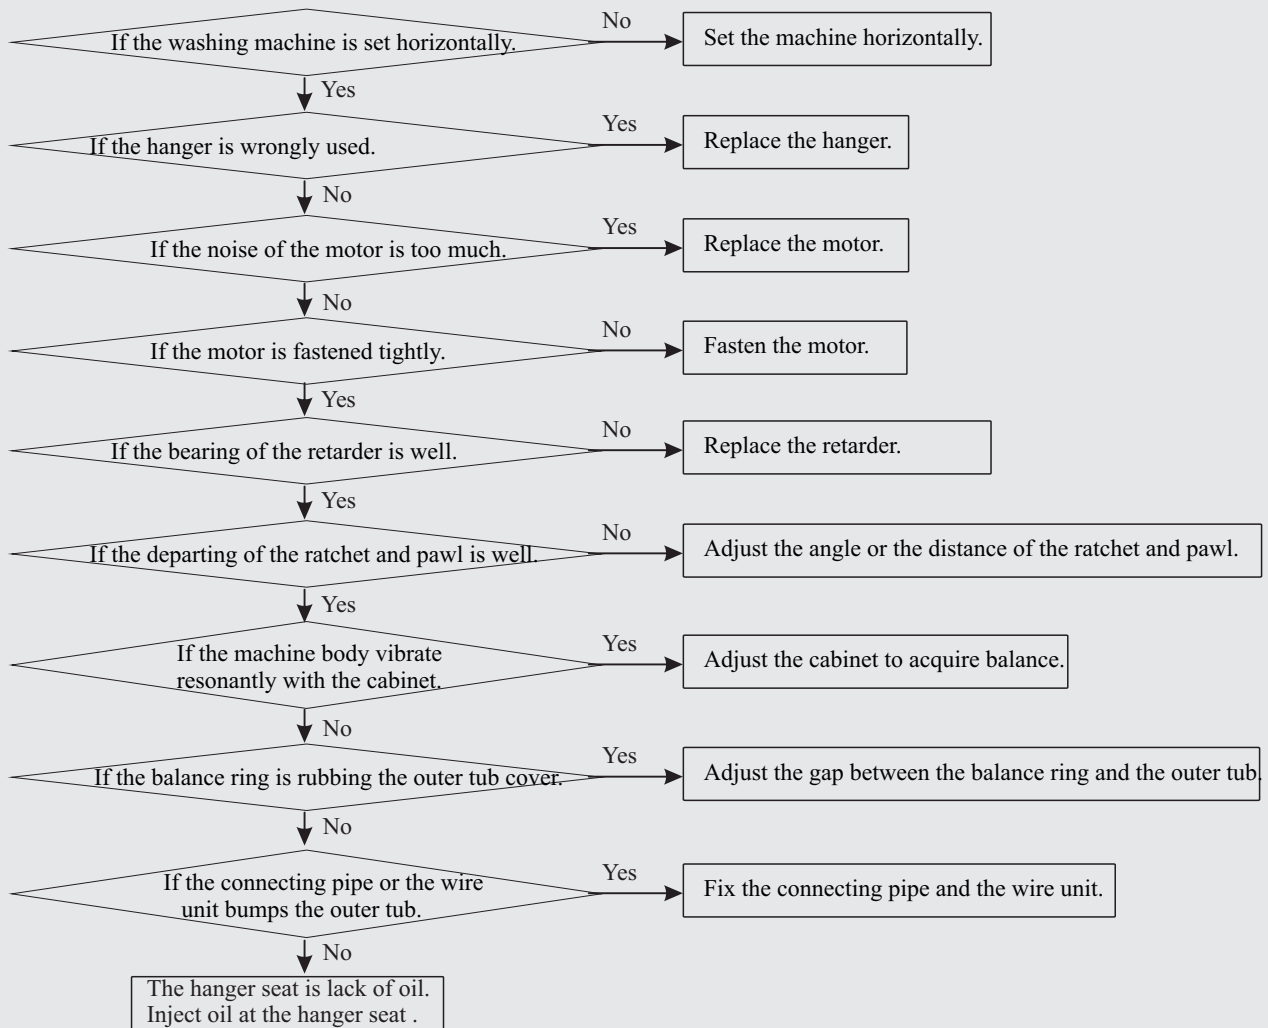 If the washing machine is set horizontally.
No
Set the machine horizontally.
Yes
If the hanger is wrongly used.
Yes
Replace the hanger.
No
If the noise of the motor is too much.
Yes
Replace the motor.
No
If the motor is fastened tightly.
No
Fasten the motor.
Yes
If the bearing of the retarder is well.
No
Replace the retarder.
Yes
If the departing of the ratchet and pawl is well.
No
Adjust the angle or the distance of the ratchet and pawl.
Yes
If the machine body vibrate
resonantly with the cabinet.
Yes
Adjust the cabinet to acquire balance.
No
If the balance ring is rubbing the outer tub cover.
Yes
Adjust the gap between the balance ring and the outer tub.
No
If the connecting pipe or the wire
unit bumps the outer tub.
Yes
Fix the connecting pipe and the wire unit.
No
The hanger seat is lack of oil.
Inject oil at the hanger seat .